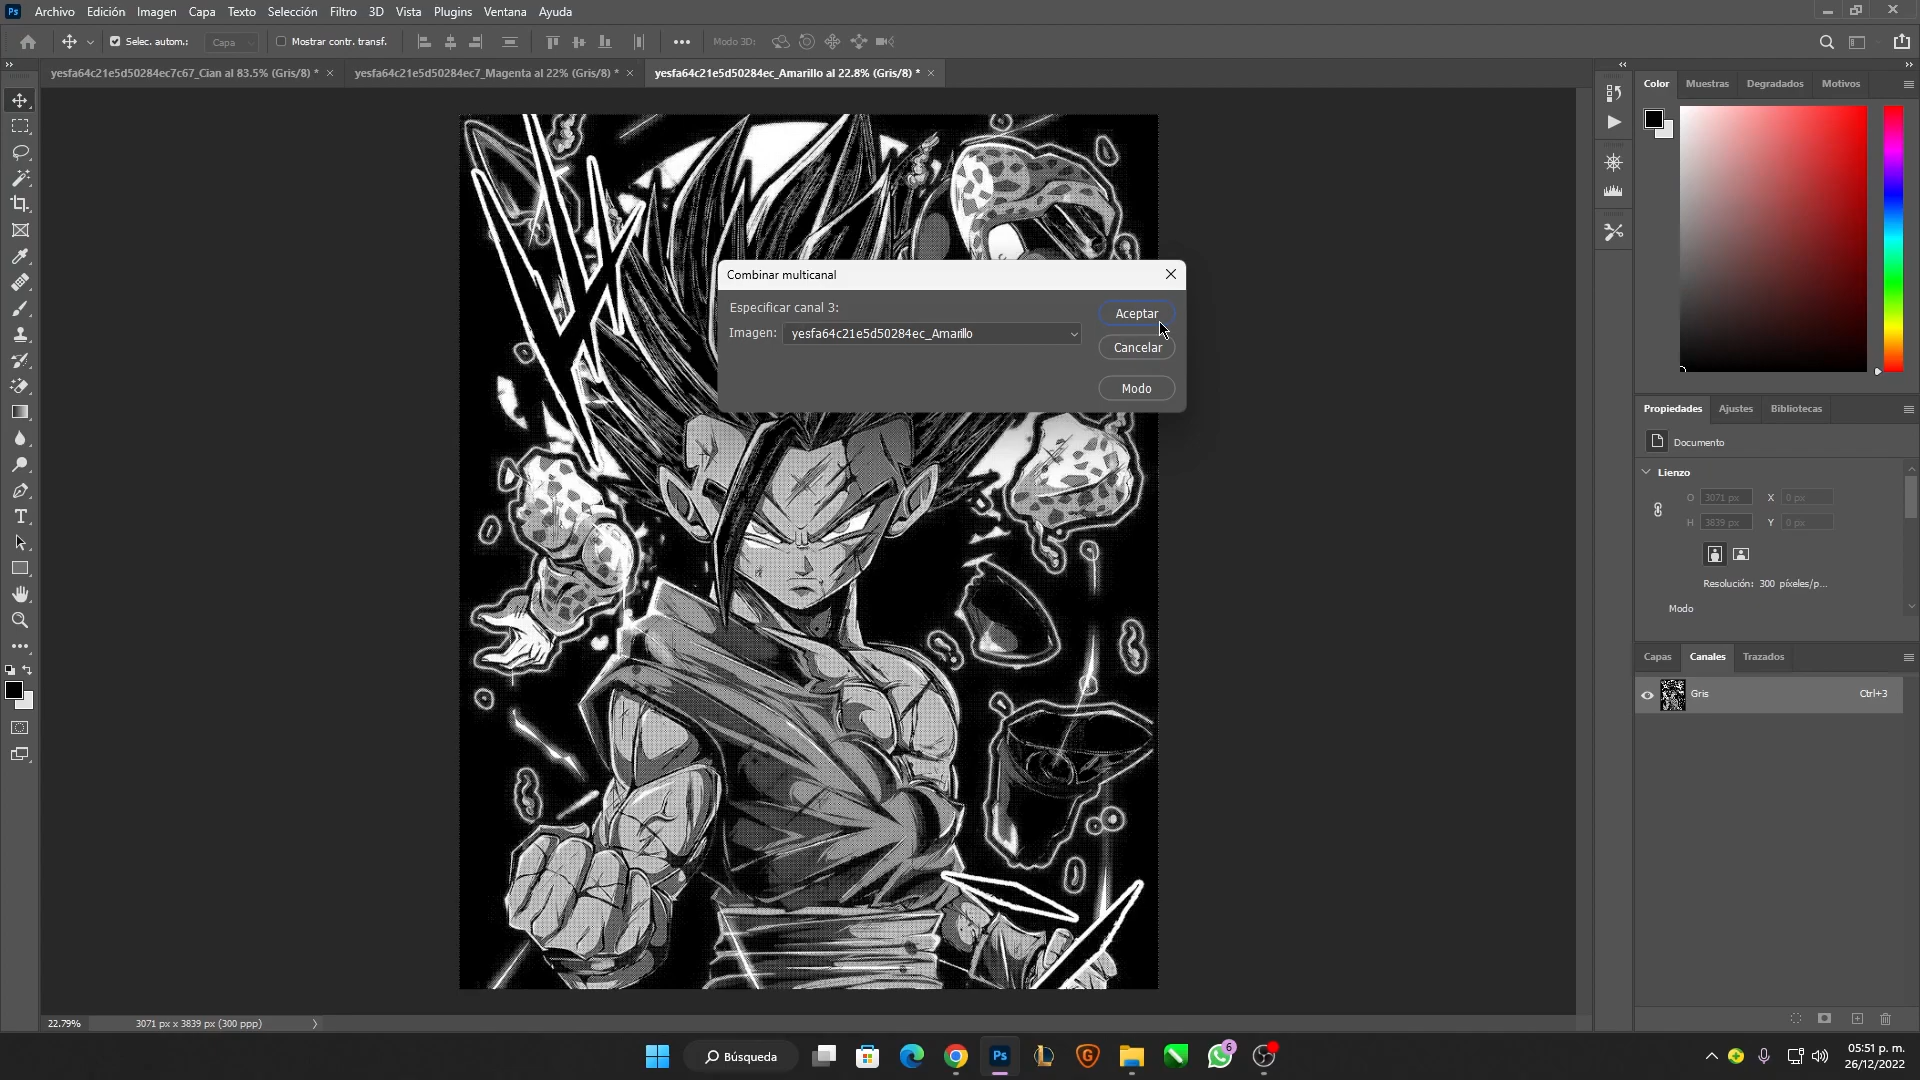 Ps Archivo Edición Imagen Capa Texto Selección Filtro 3D Vista Plugins Ventana Ayuda
Selec. autom.: Capa Mostrar contr. transf. Modo 3D:
yesfa64c21e5d50284ec7c67_Cian al 83.5% (Gris/8) * yesfa64c21e5d50284ec7_Magenta al 22% (Gris/8) * yesfa64c21e5d50284ec_Amarillo al 22.8% (Gris/8) *
Color Muestras Degradados Motivos
Combinar multicanal
Especificar canal 3:
Aceptar
Imagen: yesfa64c21e5d50284ec_Amarillo
Cancelar
Modo
Propiedades Ajustes Bibliotecas
Documento
Lienzo
O 3071 px X 0 px
H 3839 px Y 0 px
Resolución: 300 píxeles/p...
Modo
Capas Canales Trazados
Gris Ctrl+3
22.79% 3071 px x 3839 px (300 ppp)
Búsqueda
Ps
6
05:51 p. m.
26/12/2022